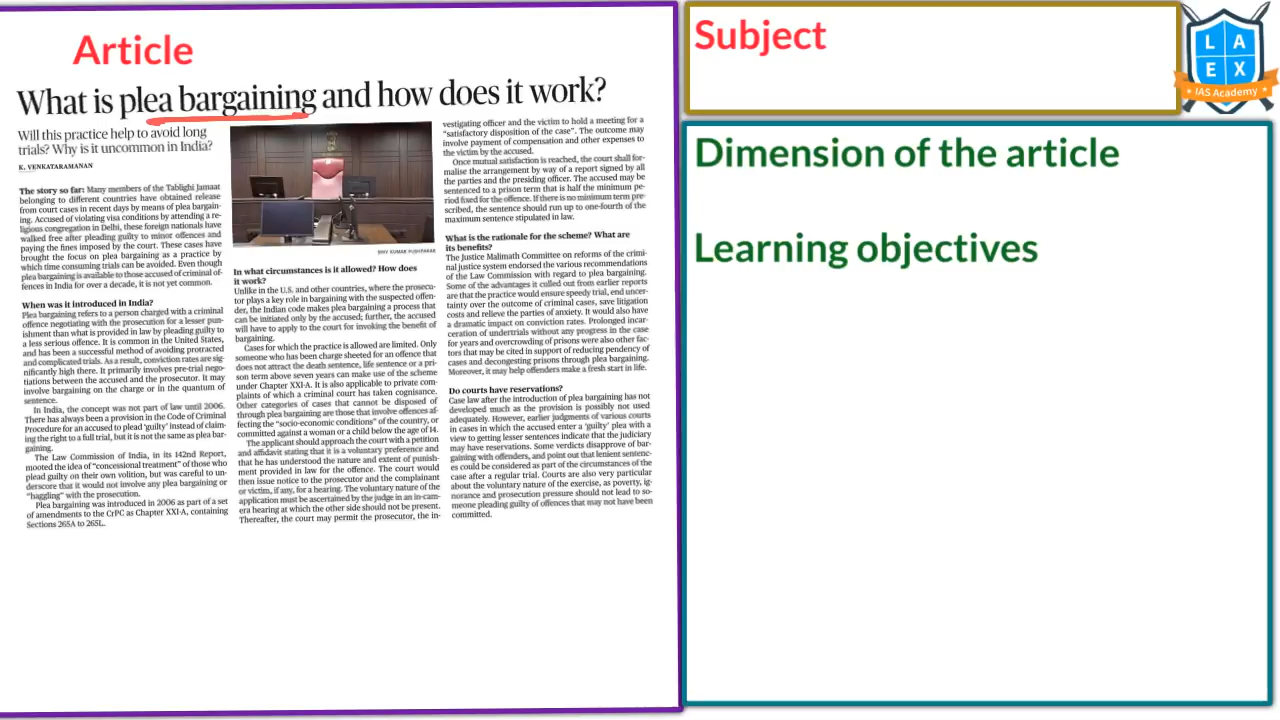 Article
What is plea bargaining and how does it work?
Will this practice help to avoid long
trials? Why is it uncommon in India?
K. VENKATARAMANAN
The story so far: Many members of the Tablighi Jamaat
belonging to different countries have obtained release
from court cases in recent days by means of plea bargain-
ing. Accused of violating visa conditions by attending a re-
ligious congregation in Delhi, these foreign nationals have
walked free after pleading guilty to minor offences and
paying the fines imposed by the court. These cases have
brought the focus on plea bargaining as a practice by
which time consuming trials can be avoided. Even though
plea bargaining is available to those accused of criminal of-
fences in India for over a decade, it is not yet common.
When was it introduced in India?
Plea bargaining refers to a person charged with a criminal
offence negotiating with the prosecution for a lesser pun-
ishment than what is provided in law by pleading guilty to
a less serious offence. It is common in the United States,
and has been a successful method of avoiding protracted
and complicated trials. As a result, conviction rates are sig-
nificantly high there. It primarily involves pre-trial nego-
tiations between the accused and the prosecutor. It may
involve bargaining on the charge or in the quantum of
sentence.
In India, the concept was not part of law until 2006.
There has always been a provision in the Code of Criminal
Procedure for an accused to plead 'guilty' instead of claim-
ing the right to a full trial, but it is not the same as plea bar-
gaining.
The Law Commission of India, in its 142nd Report,
mooted the idea of "concessional treatment" of those who
plead guilty on their own volition, but was careful to un-
derscore that it would not involve any plea bargaining or
"haggling" with the prosecution.
Plea bargaining was introduced in 2006 as part of a set
of amendments to the CrPC as Chapter XXI-A, containing
Sections 265A to 265L.
SHIV KUMAR PUSHPAKAR
In what circumstances is it allowed? How does
it work?
Unlike in the U.S. and other countries, where the prosecu-
tor plays a key role in bargaining with the suspected offen-
der, the Indian code makes plea bargaining a process that
can be initiated only by the accused; further, the accused
will have to apply to the court for invoking the benefit of
bargaining.
Cases for which the practice is allowed are limited. Only
someone who has been charge sheeted for an offence that
does not attract the death sentence, life sentence or a pri-
son term above seven years can make use of the scheme
under Chapter XXI-A. It is also applicable to private com-
plaints of which a criminal court has taken cognisance.
Other categories of cases that cannot be disposed of
through plea bargaining are those that involve offences af-
fecting the "socio-economic conditions" of the country, or
committed against a woman or a child below the age of 14.
The applicant should approach the court with a petition
and affidavit stating that it is a voluntary preference and
that he has understood the nature and extent of punish-
ment provided in law for the offence. The court would
then issue notice to the prosecutor and the complainant
or victim, if any, for a hearing. The voluntary nature of the
application must be ascertained by the judge in an in-cam-
era hearing at which the other side should not be present.
Thereafter, the court may permit the prosecutor, the in-
vestigating officer and the victim to hold a meeting for a
"satisfactory disposition of the case". The outcome may
involve payment of compensation and other expenses to
the victim by the accused.
Once mutual satisfaction is reached, the court shall for-
malise the arrangement by way of a report signed by all
the parties and the presiding officer. The accused may be
sentenced to a prison term that is half the minimum pe-
riod fixed for the offence. If there is no minimum term pre-
scribed, the sentence should run up to one-fourth of the
maximum sentence stipulated in law.
What is the rationale for the scheme? What are
its benefits?
The Justice Malimath Committee on reforms of the crimi-
nal justice system endorsed the various recommendations
of the Law Commission with regard to plea bargaining.
Some of the advantages it culled out from earlier reports
are that the practice would ensure speedy trial, end uncer-
tainty over the outcome of criminal cases, save litigation
costs and relieve the parties of anxiety. It would also have
a dramatic impact on conviction rates. Prolonged incar-
ceration of undertrials without any progress in the case
for years and overcrowding of prisons were also other fac-
tors that may be cited in support of reducing pendency of
cases and decongesting prisons through plea bargaining.
Moreover, it may help offenders make a fresh start in life.
Do courts have reservations?
Case law after the introduction of plea bargaining has not
developed much as the provision is possibly not used
adequately. However, earlier judgments of various courts
in cases in which the accused enter a 'guilty' plea with a
view to getting lesser sentences indicate that the judiciary
may have reservations. Some verdicts disapprove of bar-
gaining with offenders, and point out that lenient sentenc-
es could be considered as part of the circumstances of the
case after a regular trial. Courts are also very particular
about the voluntary nature of the exercise, as poverty, ig-
norance and prosecution pressure should not lead to so-
meone pleading guilty of offences that may not have been
committed.
Subject
L A
E X
IAS Academy
Dimension of the article
Learning objectives